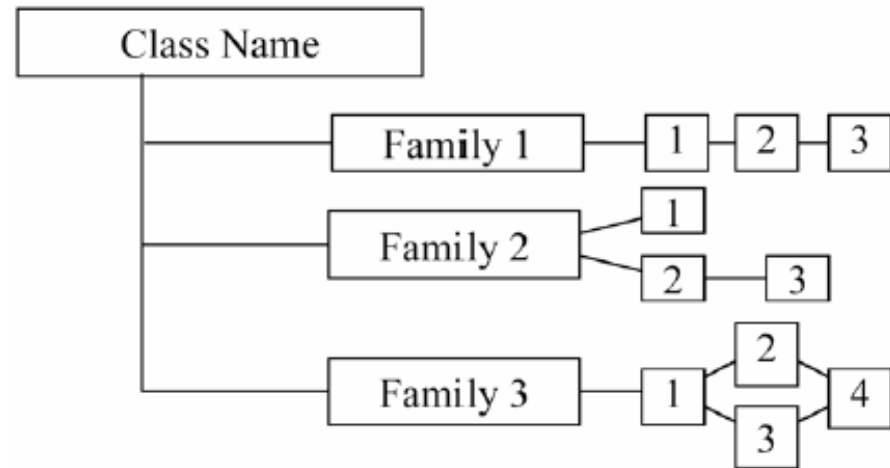 Class Name
Family 1 1 2 3
1
Family 2
2 3
2
Family 3 1 4
3